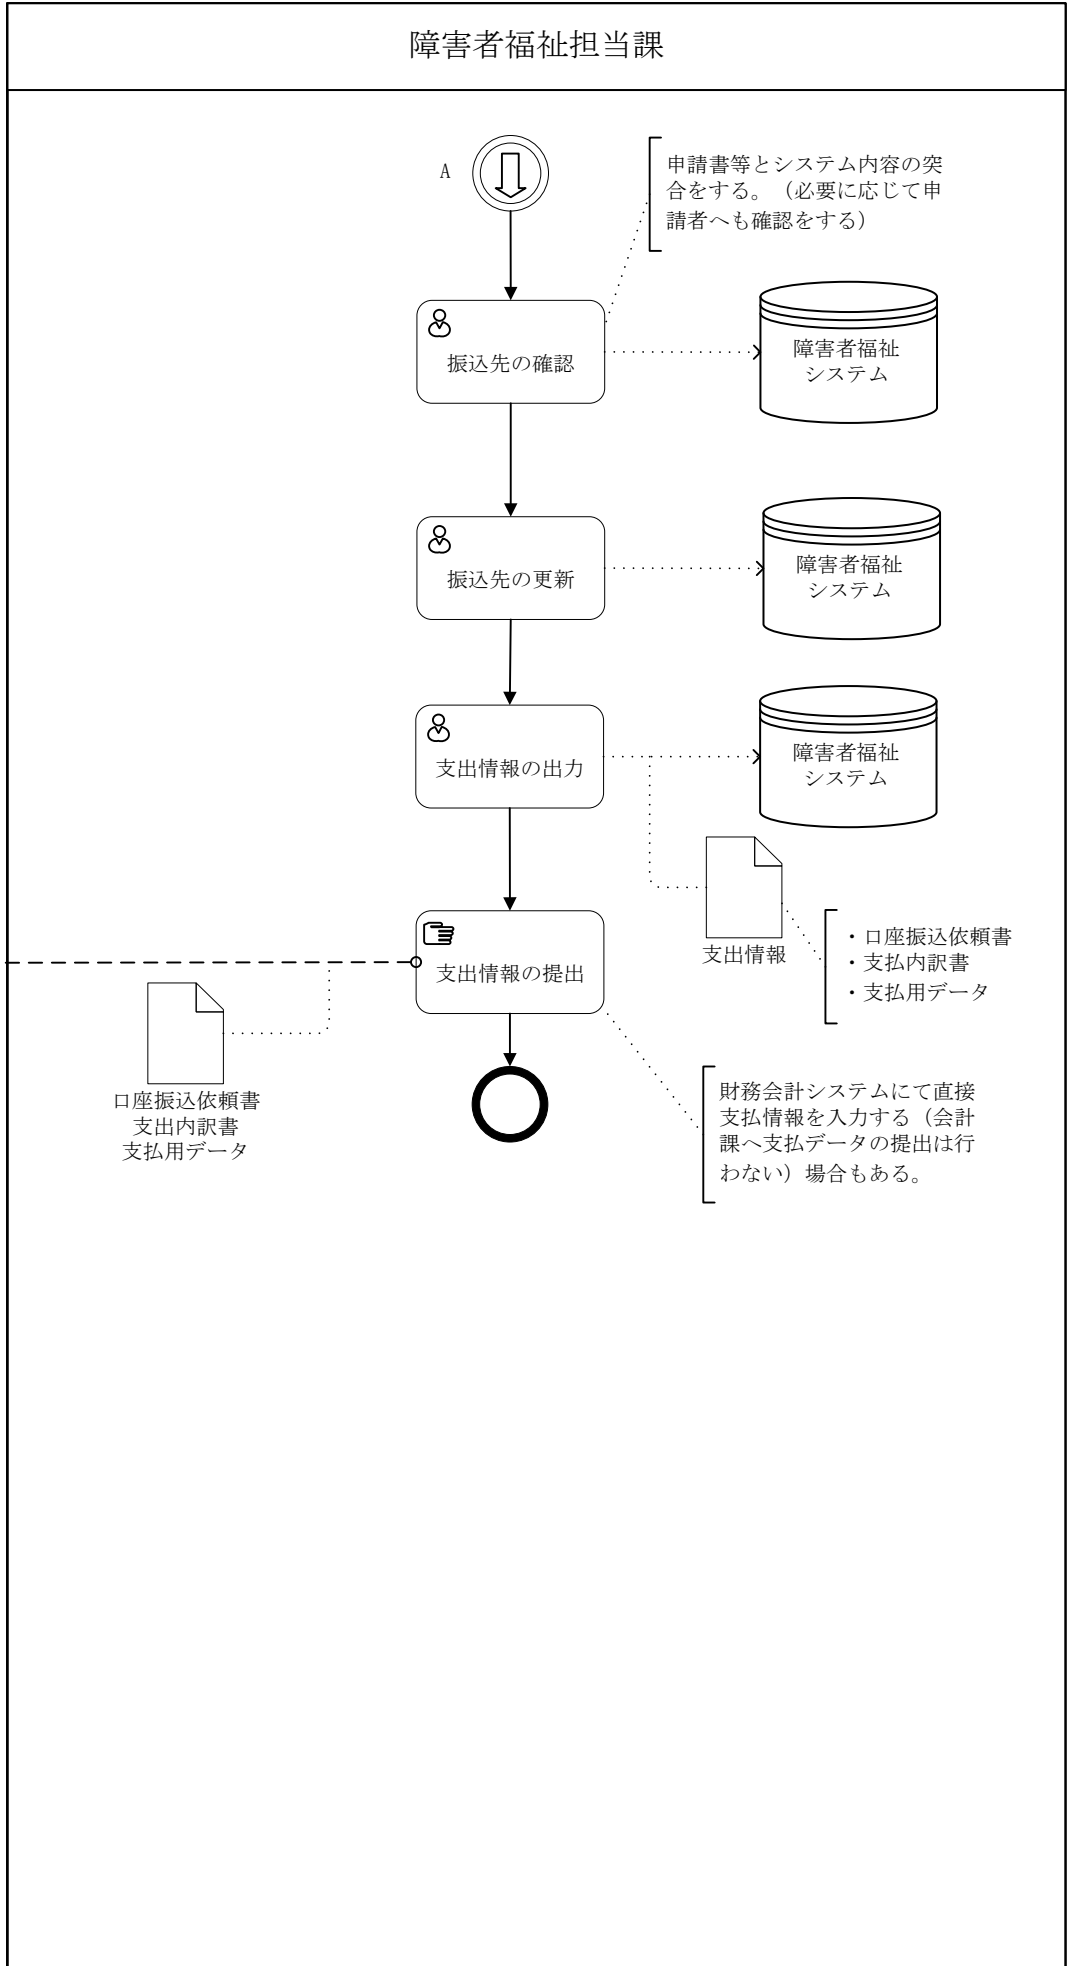 障害者福祉担当課
A
申請書等とシステム内容の突
合をする。（必要に応じて申
請者へも確認をする）
振込先の確認
障害者福祉
システム
振込先の更新
障害者福祉
システム
支出情報の出力
障害者福祉
システム
支出情報
・口座振込依頼書
・支払内訳書
・支払用データ
支出情報の提出
口座振込依頼書
支出内訳書
支払用データ
財務会計システムにて直接
支払情報を入力する（会計
課へ支払データの提出は行
わない）場合もある。